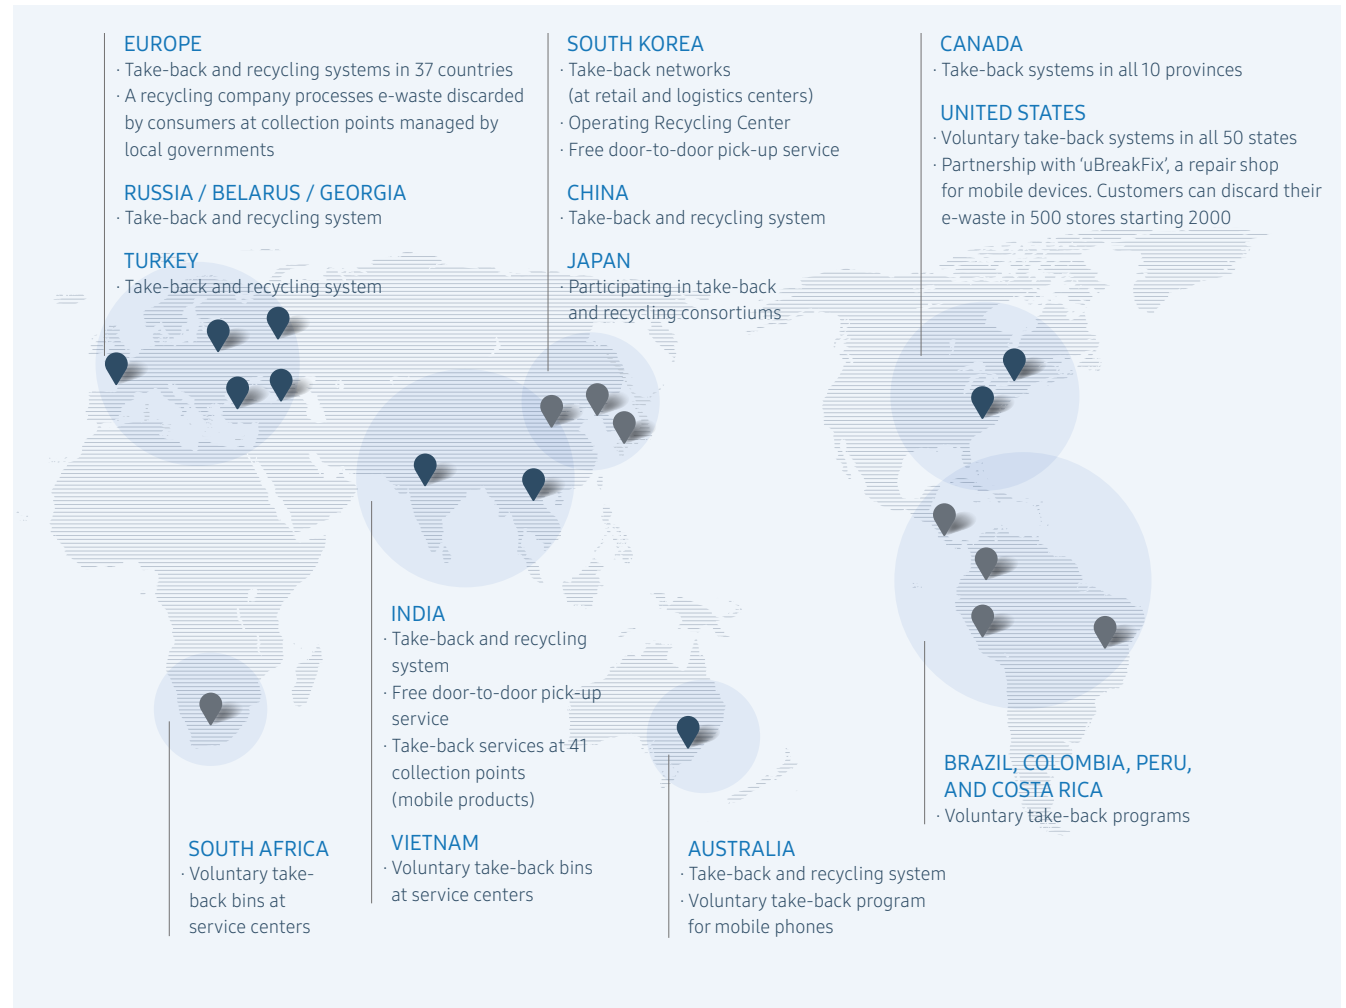 EUROPE
· Take-back and recycling systems in 37 countries
· A recycling company processes e-waste discarded
by consumers at collection points managed by
local governments
RUSSIA / BELARUS / GEORGIA
· Take-back and recycling system
TURKEY
· Take-back and recycling system
SOUTH KOREA
· Take-back networks
(at retail and logistics centers)
· Operating Recycling Center
· Free door-to-door pick-up service
CHINA
· Take-back and recycling system
JAPAN
· Participating in take-back
and recycling consortiums
CANADA
· Take-back systems in all 10 provinces
UNITED STATES
· Voluntary take-back systems in all 50 states
· Partnership with ‘uBreakFix’, a repair shop
for mobile devices. Customers can discard their
e-waste in 500 stores starting 2000
INDIA
· Take-back and recycling
system
· Free door-to-door pick-up
service
· Take-back services at 41
collection points
(mobile products)
VIETNAM
· Voluntary take-back bins
at service centers
SOUTH AFRICA
· Voluntary take-
back bins at
service centers
AUSTRALIA
· Take-back and recycling system
· Voluntary take-back program
for mobile phones
BRAZIL, COLOMBIA, PERU,
AND COSTA RICA
· Voluntary take-back programs